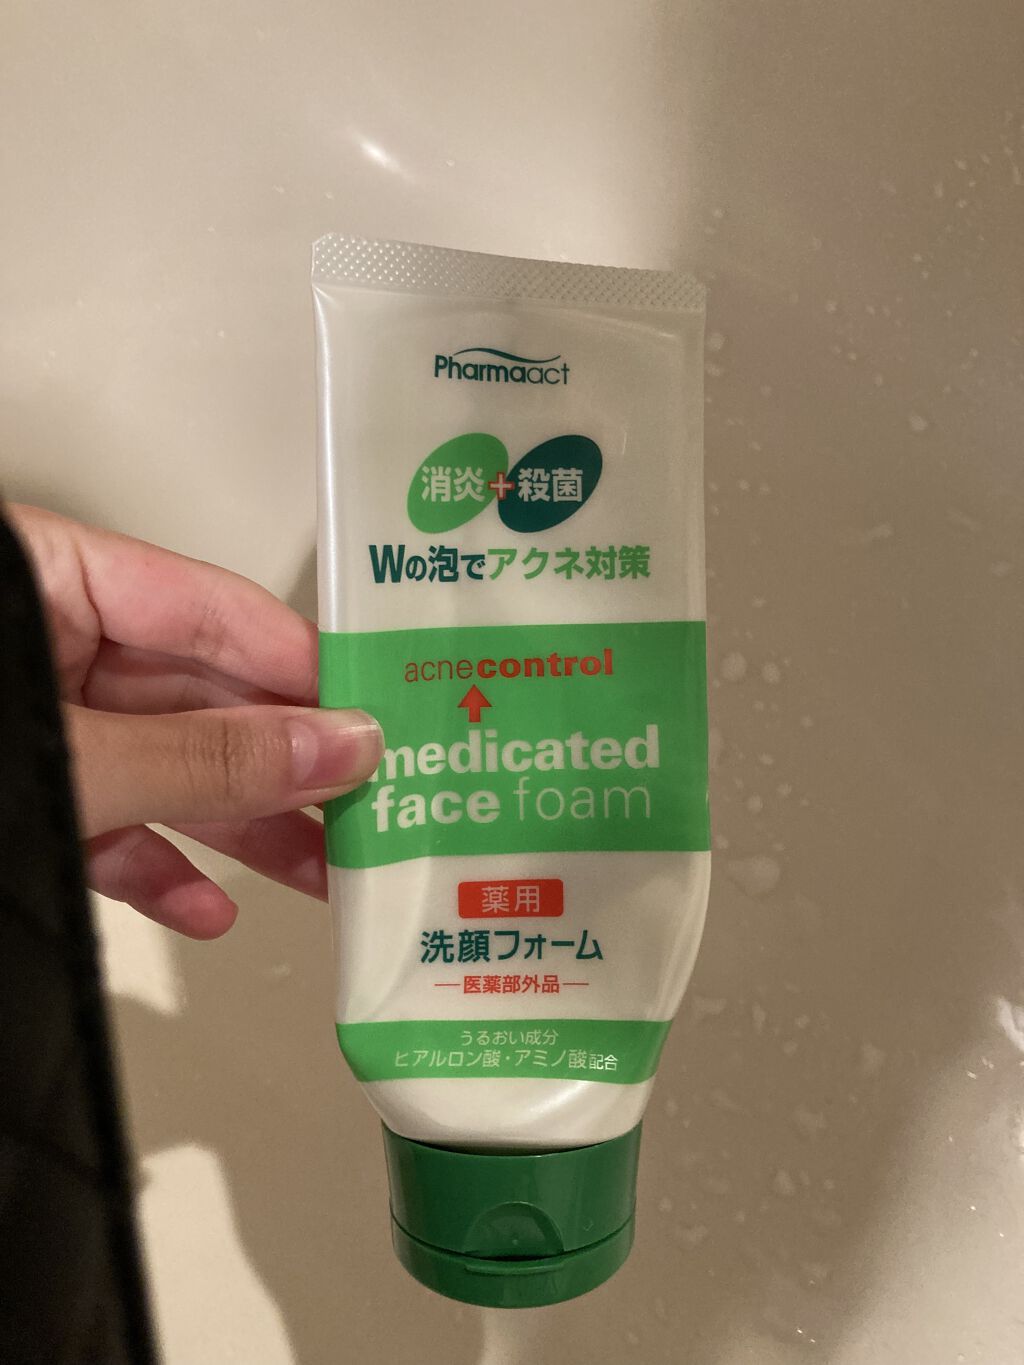 Pharmaact
消炎+殺菌
Wの泡でアクネ対策
acnecontrol
medicated
face foam
薬用
洗顔フォーム
医薬部外品
うるおい成分
ヒアルロン酸・アミノ酸配合